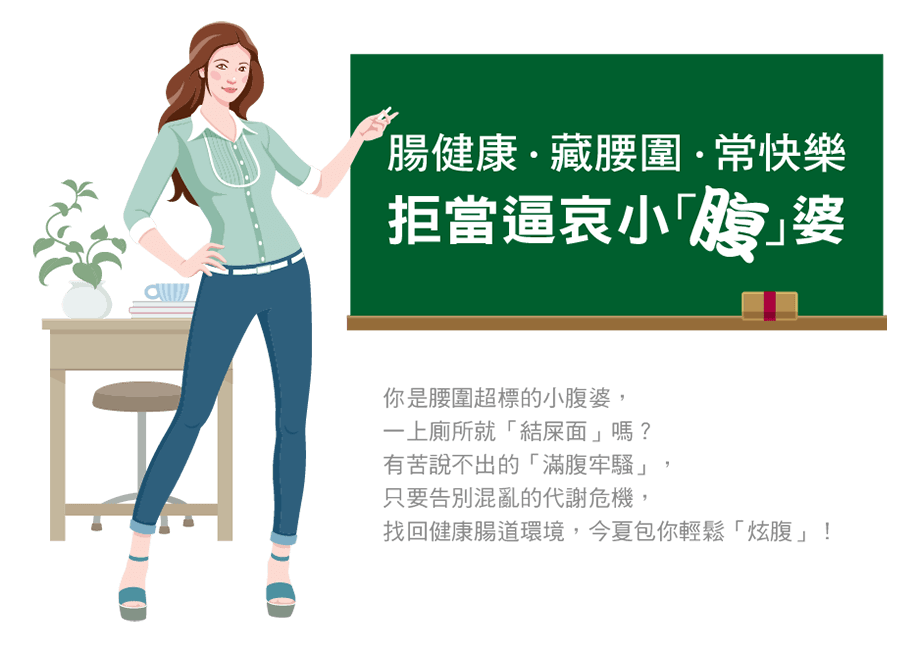 腸健康・藏腰圍・常快樂
拒當逼哀小「腹」婆
你是腰圍超標的小腹婆，
一上廁所就「結屎面」嗎？
有苦說不出的「滿腹牢騷」，
只要告別混亂的代謝危機，
找回健康腸道環境，今夏包你輕鬆「炫腹」！